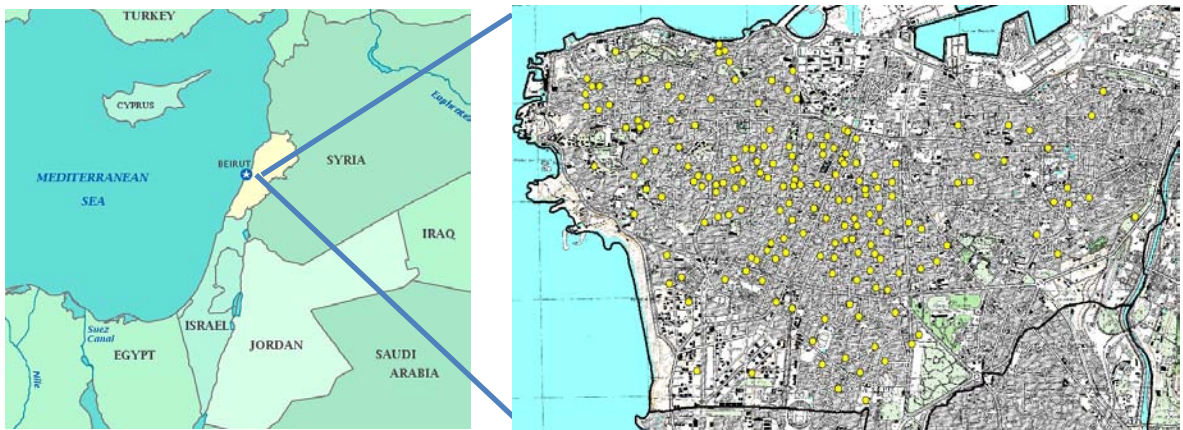 TURKEY
CYPRUS
Euphrates
BEIRUT
SYRIA
MEDITERRANEAN
SEA
IRAQ
ISRAEL
JORDAN
Suez
Canal
EGYPT
SAUDI
ARABIA
Nile